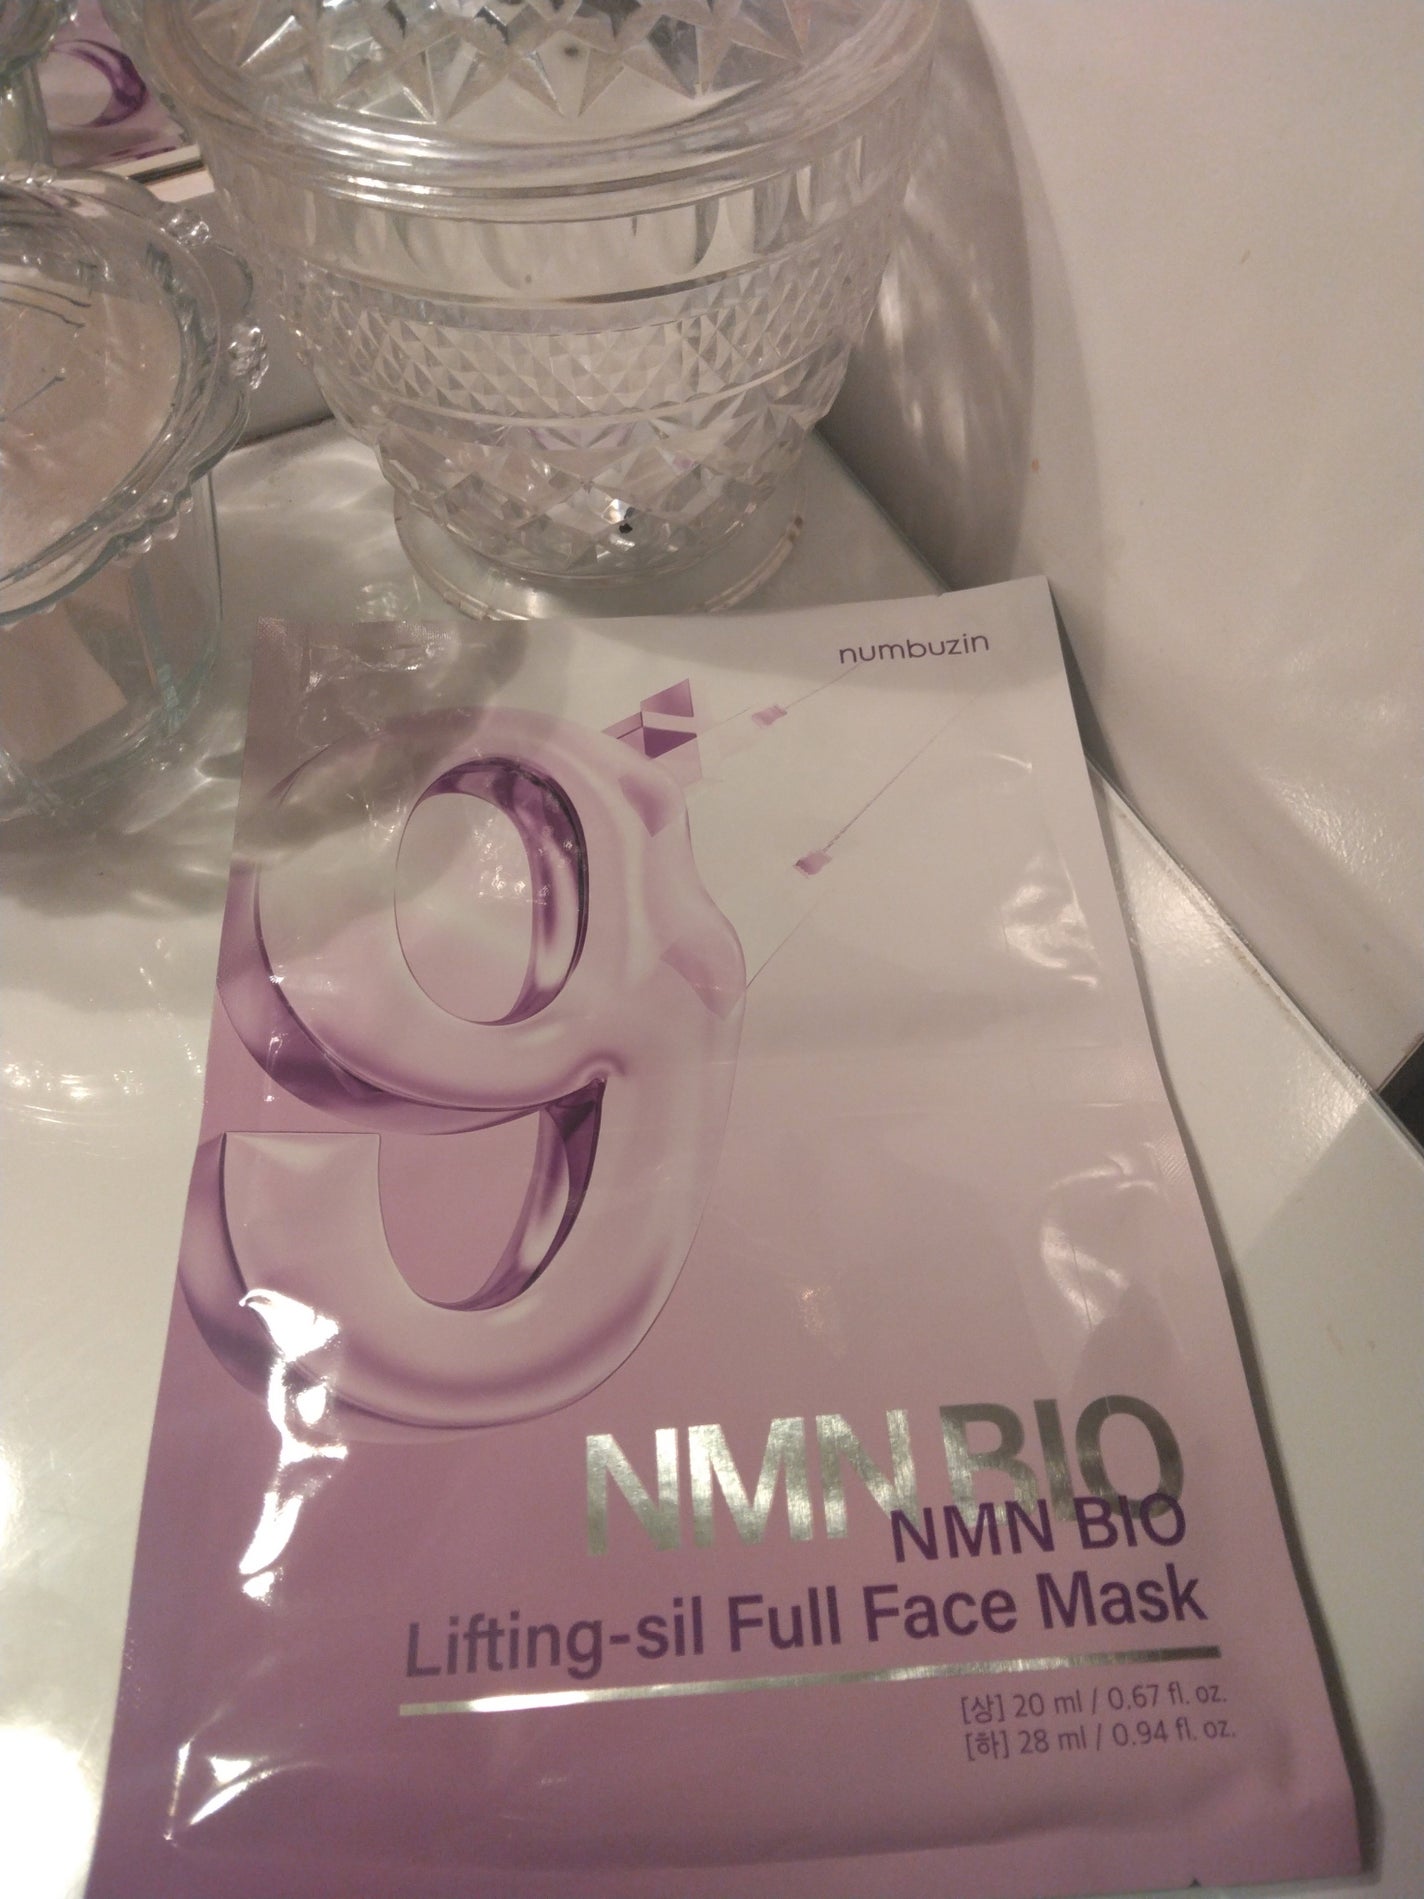 numbuzin
9
NMN BIO
NMN BIO
Lifting-sil Full Face Mask
[상] 20 ml / 0.67 fl. oz.
[하] 28 ml / 0.94 fl. oz.